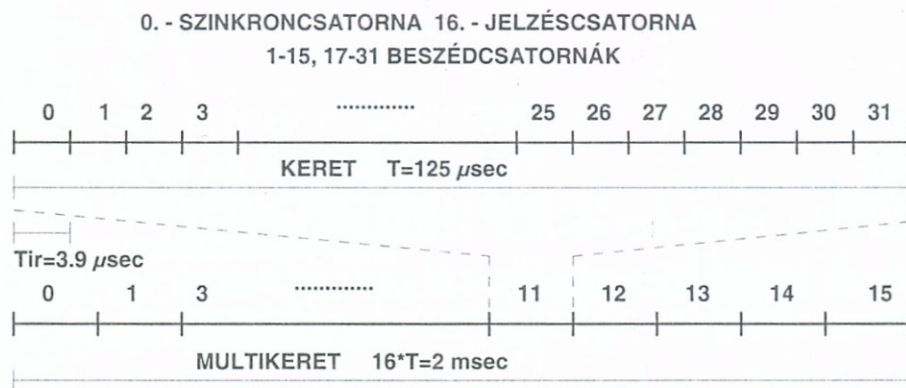 0. - SZINKRONCSATORNA 16. - JELZÉSCSATORNA
1-15, 17-31 BESZÉDCSATORNÁK
0 1 2 3 .............. 25 26 27 28 29 30 31
KERET T=125 µsec
Tir=3.9 µsec
0 1 3 .............. 11 12 13 14 15
MULTIKERET 16*T=2 msec